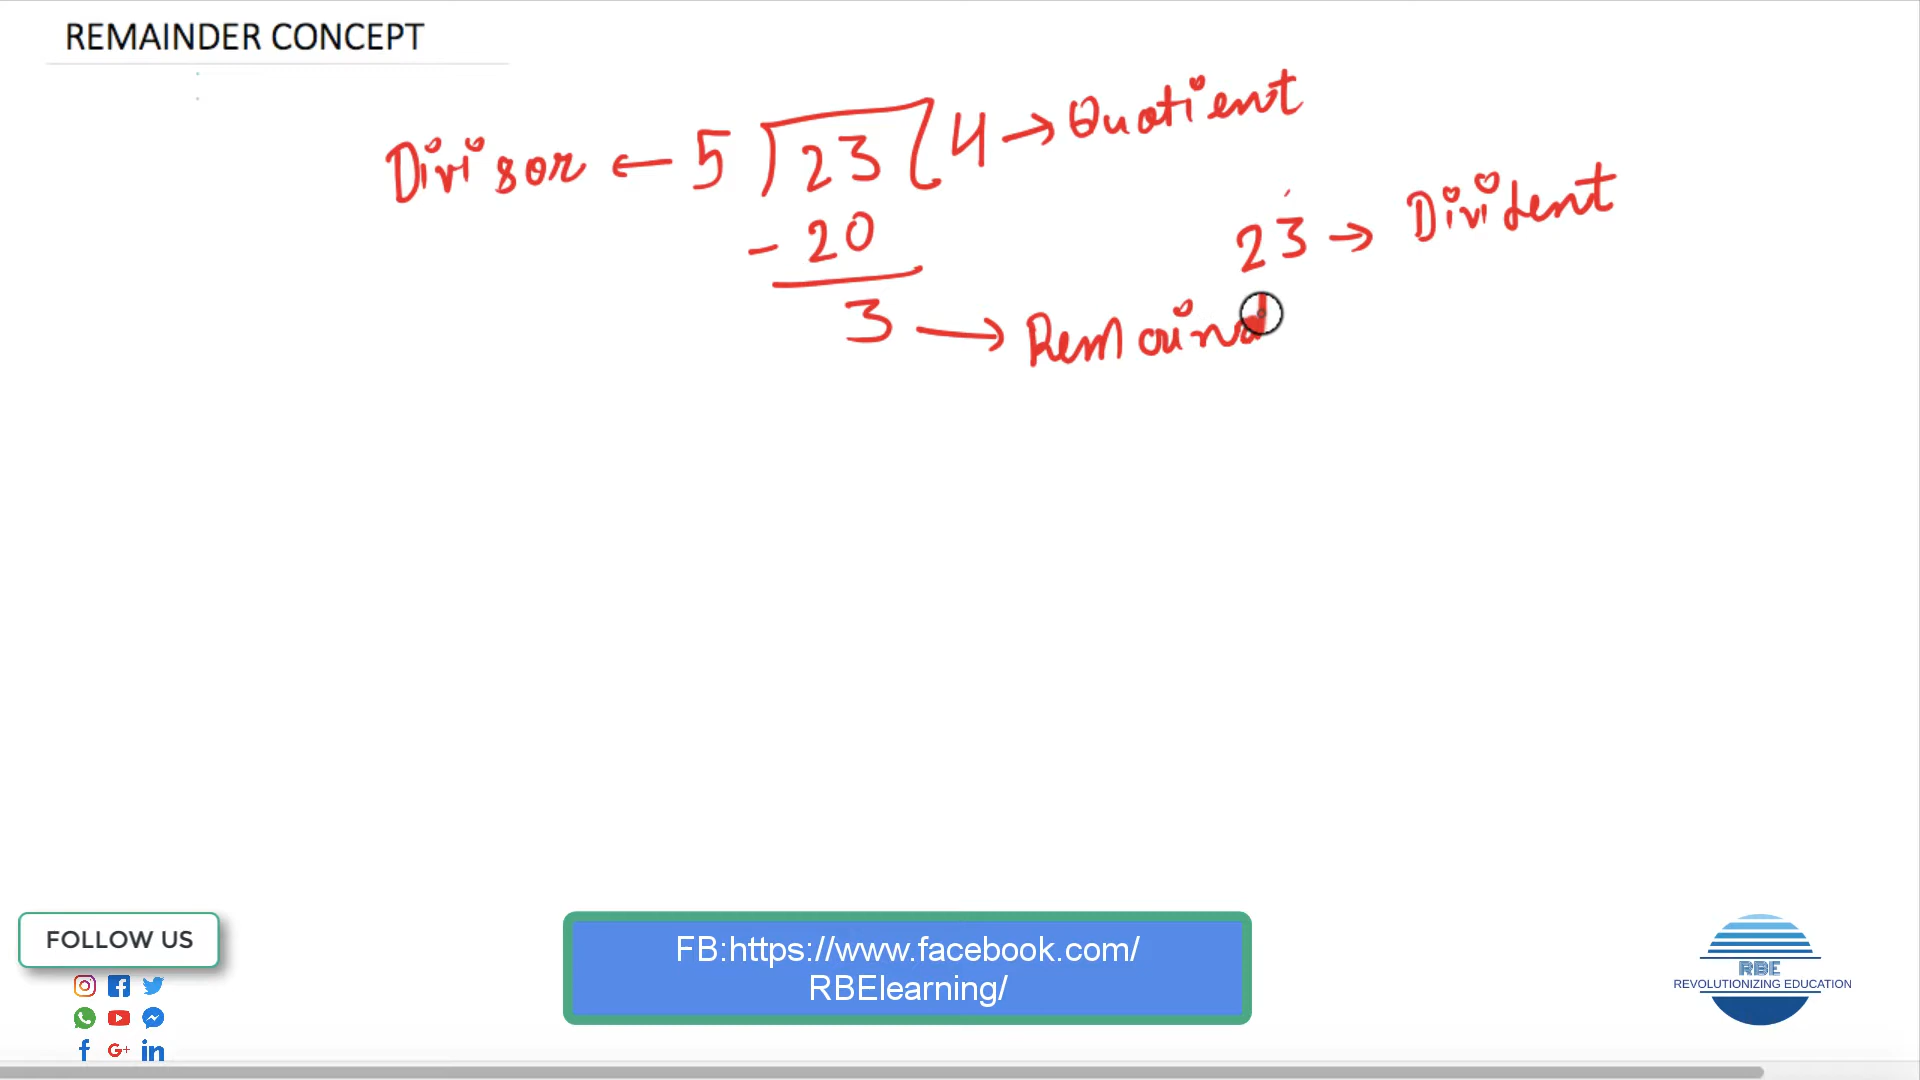 REMAINDER CONCEPT
Divisor ← 5 ) 23 ( 4 → Quotient
23 → Divident
- 20
3 → Remaind
FOLLOW US
FB:https://www.facebook.com/
RBElearning/
RBE
REVOLUTIONIZING EDUCATION